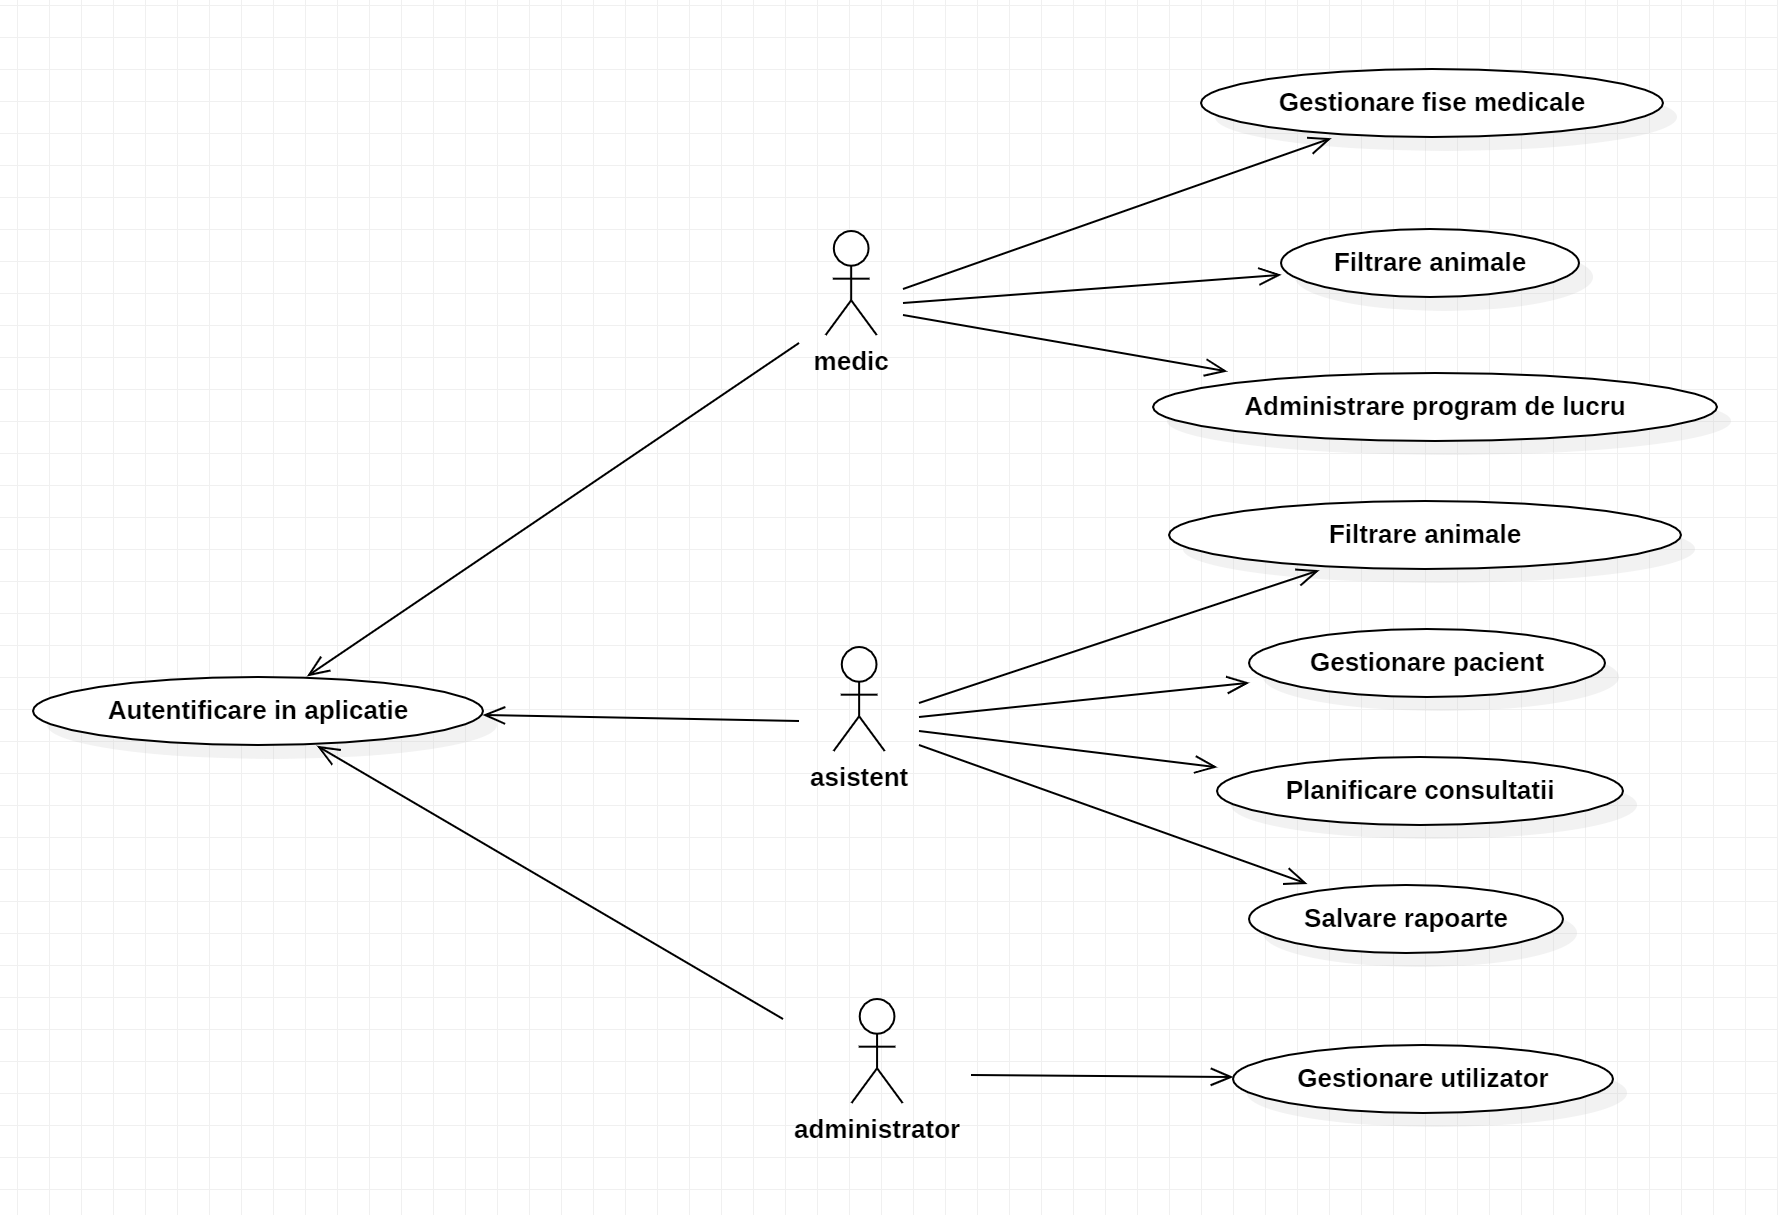 Gestionare fise medicale
Filtrare animale
medic
Administrare program de lucru
Filtrare animale
Gestionare pacient
Autentificare in aplicatie
asistent
Planificare consultatii
Salvare rapoarte
Gestionare utilizator
administrator